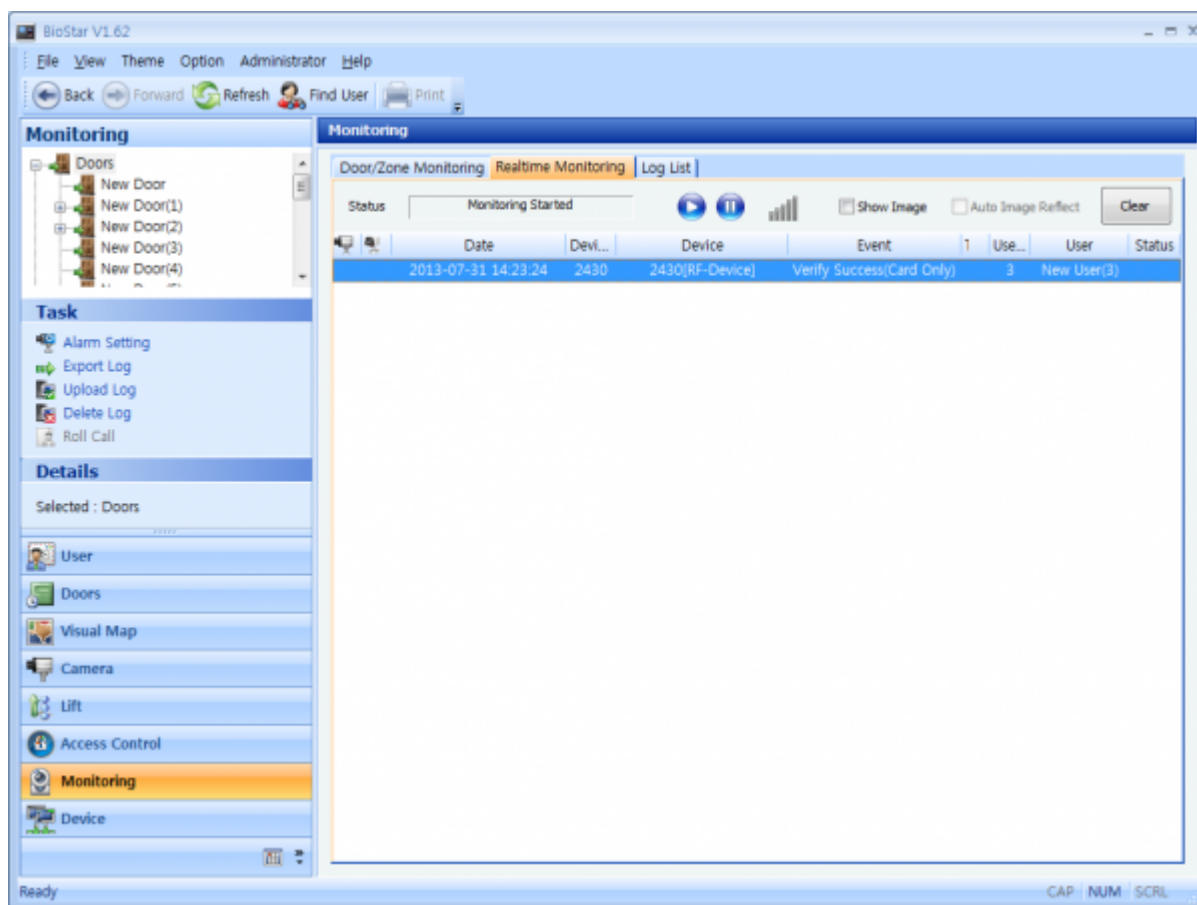 BioStar V1.62
File View Theme Option Administrator Help
Back Forward Refresh Find User Print
Monitoring
Doors
New Door
New Door(1)
New Door(2)
New Door(3)
New Door(4)
Task
Alarm Setting
Export Log
Upload Log
Delete Log
Roll Call
Details
Selected : Doors
User
Doors
Visual Map
Camera
Lift
Access Control
Monitoring
Device
Monitoring
Door/Zone Monitoring Realtime Monitoring Log List
Status Monitoring Started Show Image Auto Image Reflect Clear
Date Devi... Device Event T Use... User Status
2013-07-31 14:23:24 2430 2430[RF-Device] Verify Success(Card Only) 3 New User(3)
Ready CAP NUM SCRL